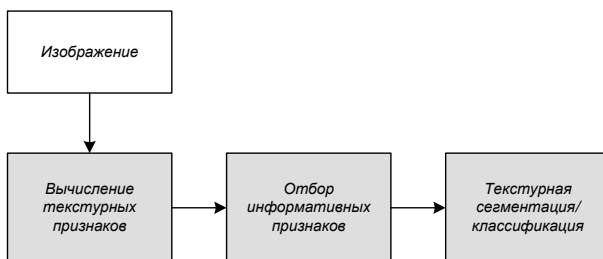 Изображение
Вычисление
текстурных
признаков
Отбор
информативных
признаков
Текстурная
сегментация/
классификация